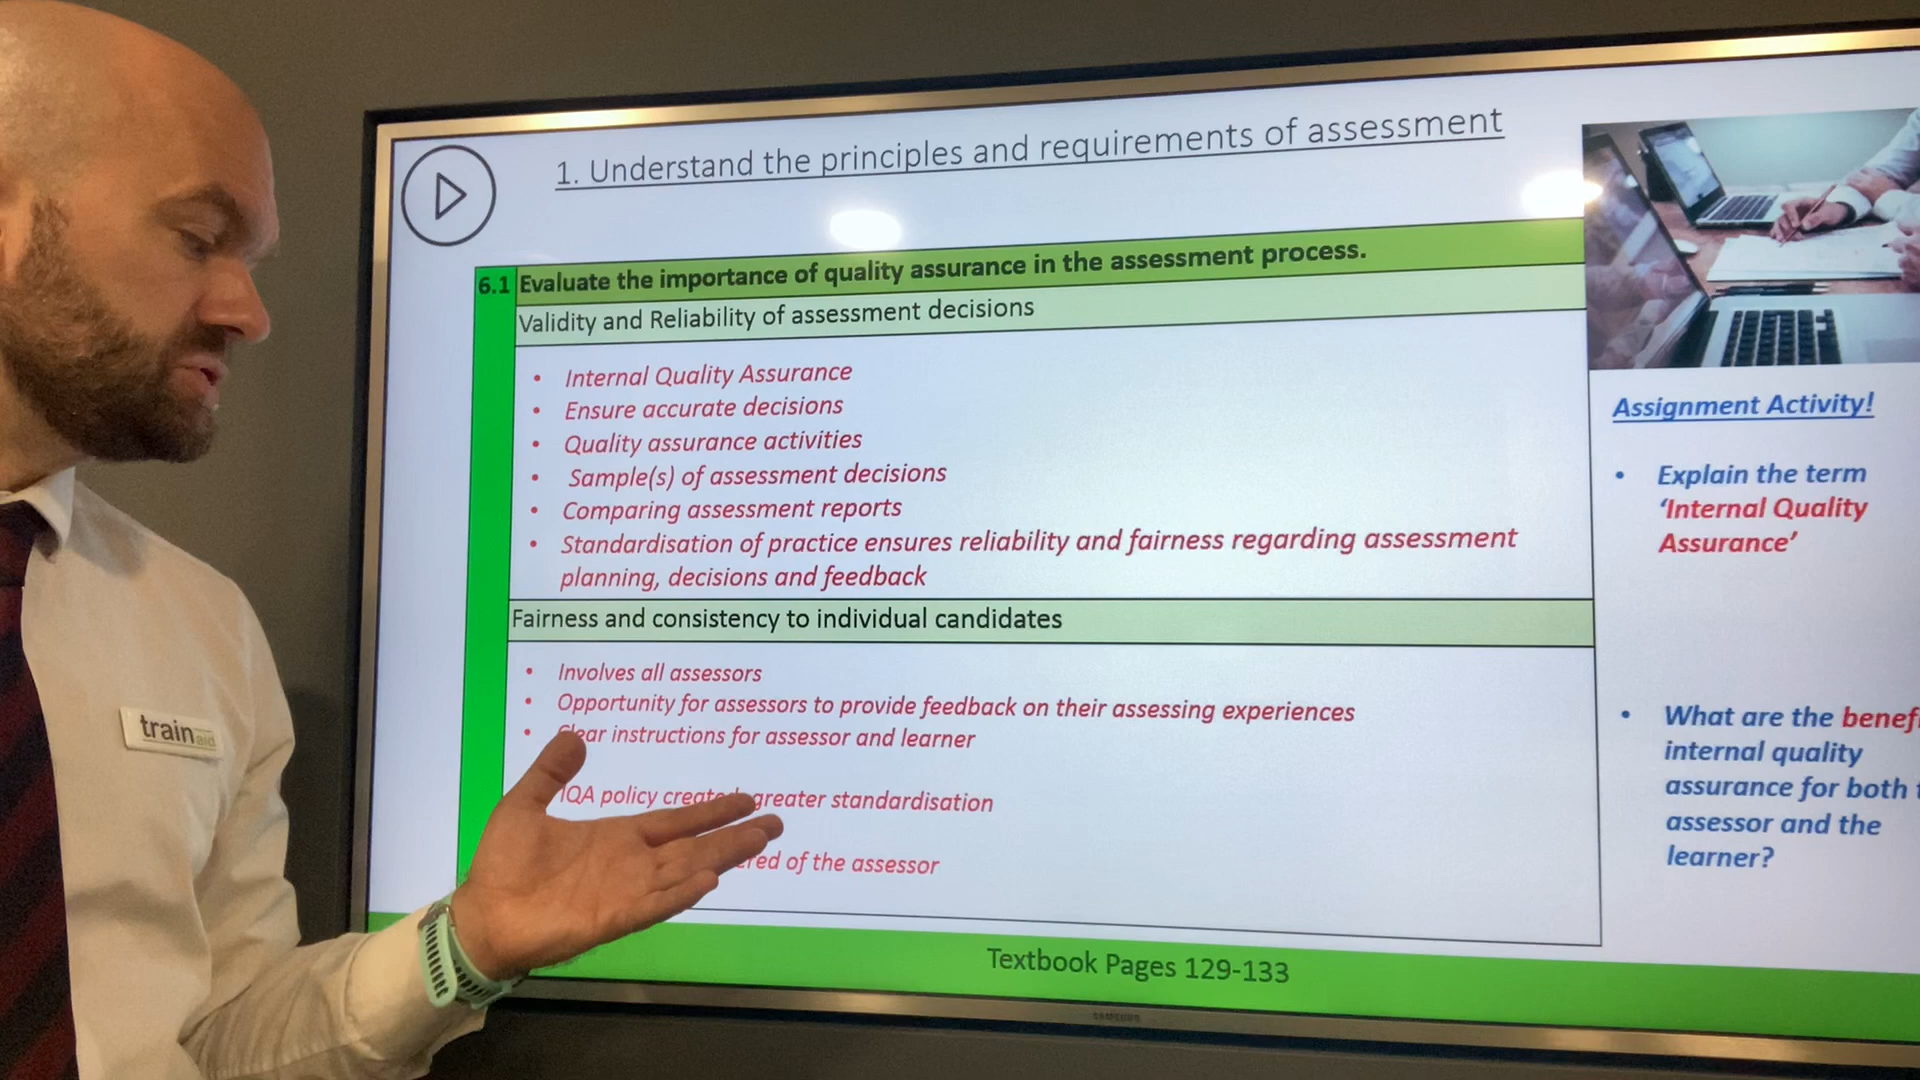 1. Understand the principles and requirements of assessment
6.1 Evaluate the importance of quality assurance in the assessment process.
Validity and Reliability of assessment decisions
• Internal Quality Assurance
• Ensure accurate decisions
• Quality assurance activities
• Sample(s) of assessment decisions
• Comparing assessment reports
• Standardisation of practice ensures reliability and fairness regarding assessment
planning, decisions and feedback
Fairness and consistency to individual candidates
• Involves all assessors
• Opportunity for assessors to provide feedback on their assessing experiences
• Clear instructions for assessor and learner
IQA policy greater standardisation
of the assessor
Textbook Pages 129-133
Assignment Activity!
• Explain the term
‘Internal Quality
Assurance’
• What are the
internal quality
assurance for both
assessor and the
learner?
trainaid
SAMSUNG